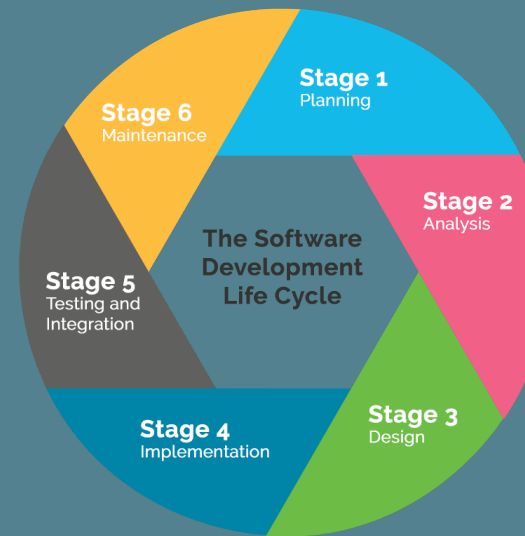 Stage 1
Planning
Stage 2
Analysis
Stage 3
Design
Stage 4
Implementation
Stage 5
Testing and
Integration
Stage 6
Maintenance
The Software
Development
Life Cycle